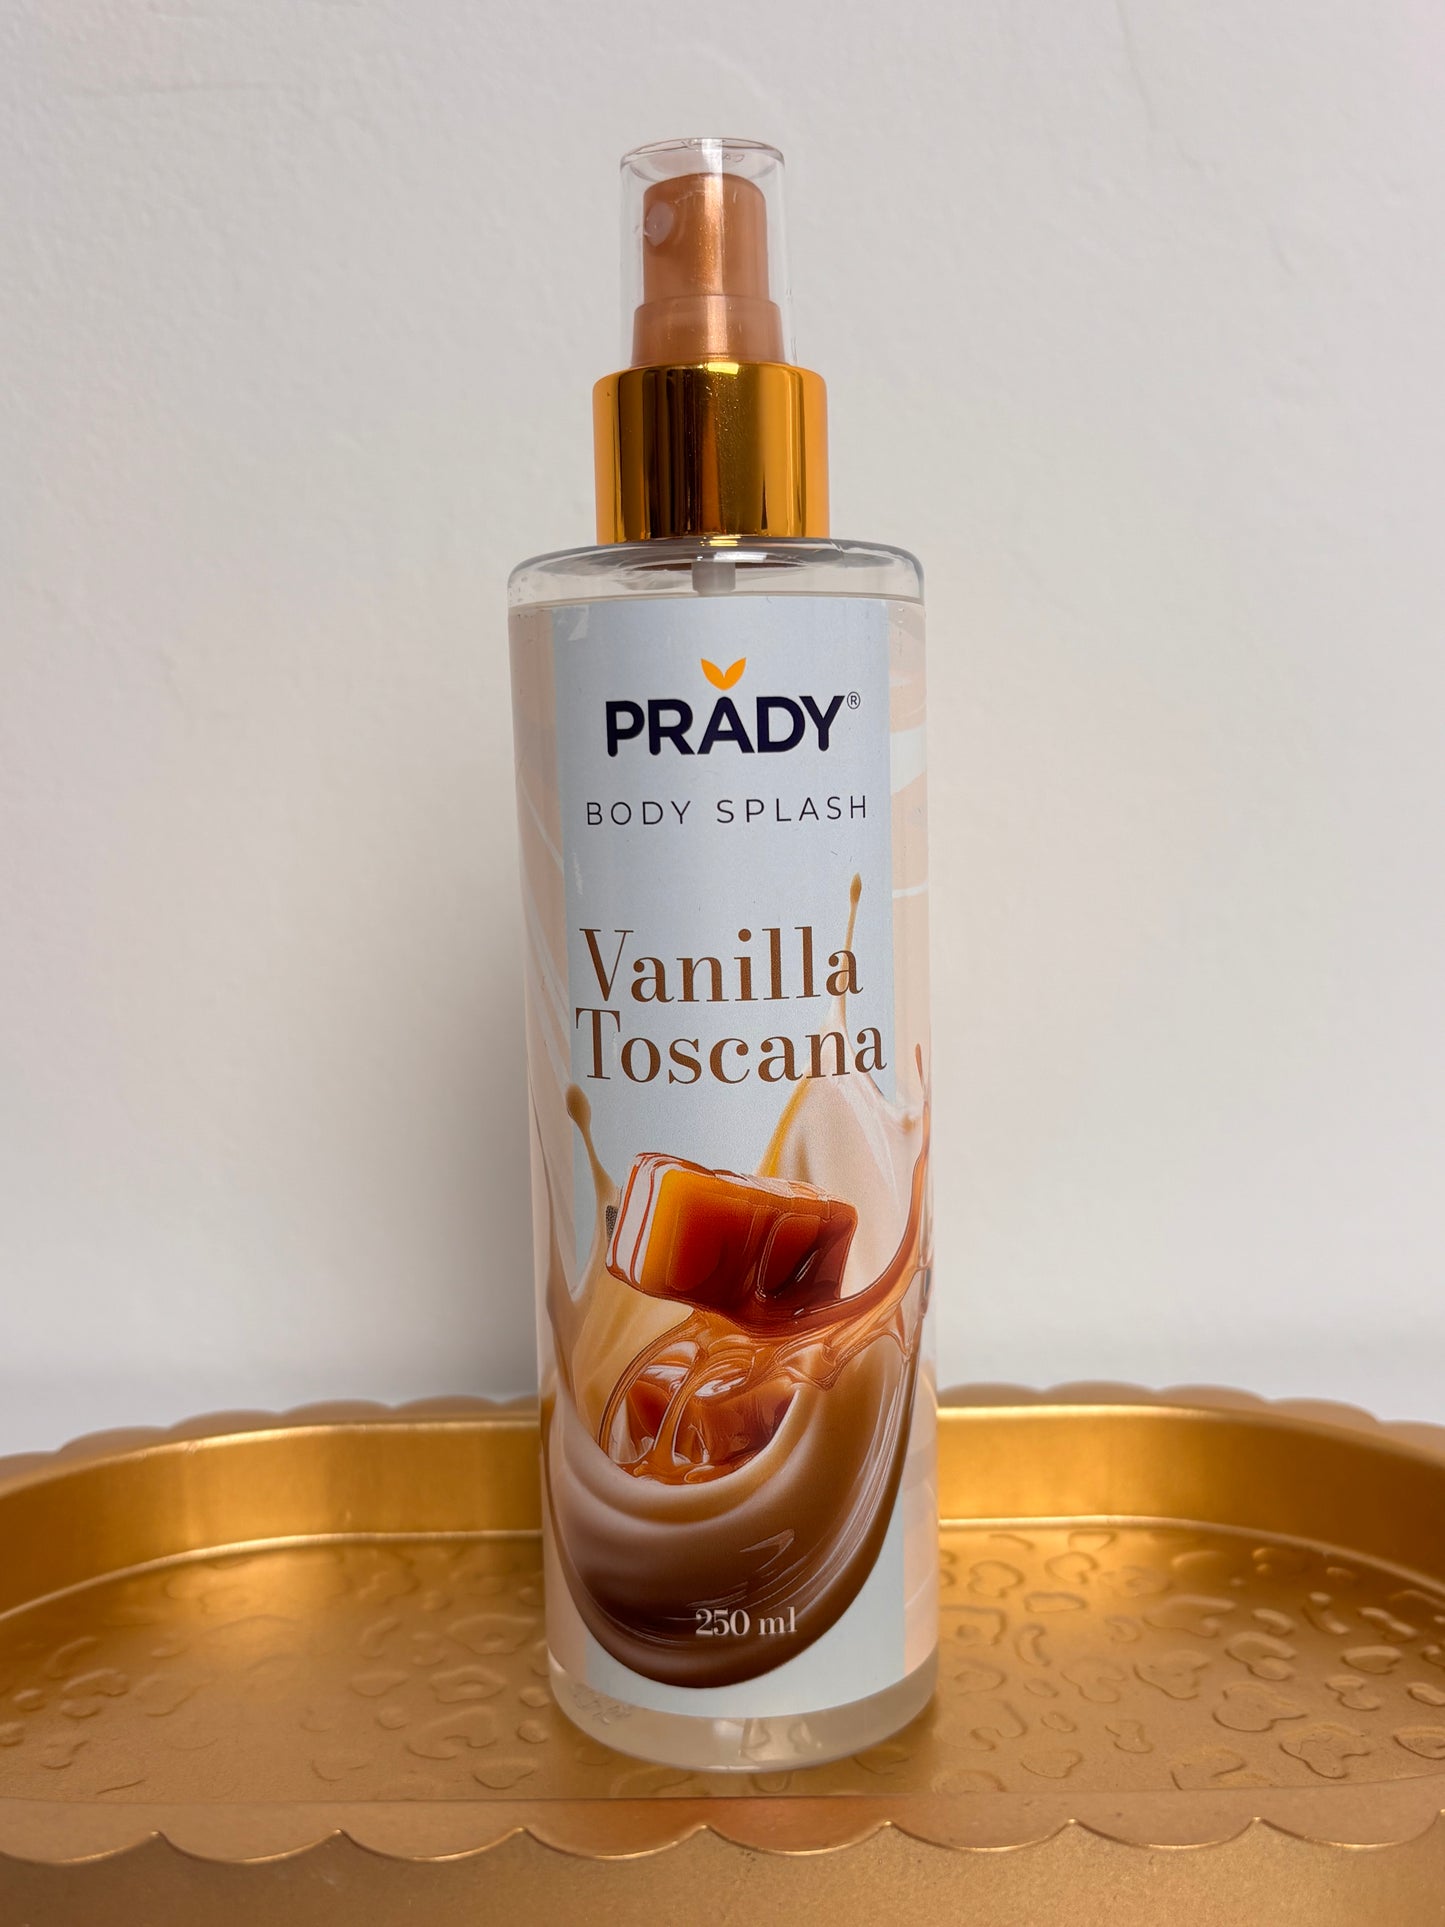 PRADY®
BODY SPLASH
Vanilla
Toscana
250 ml